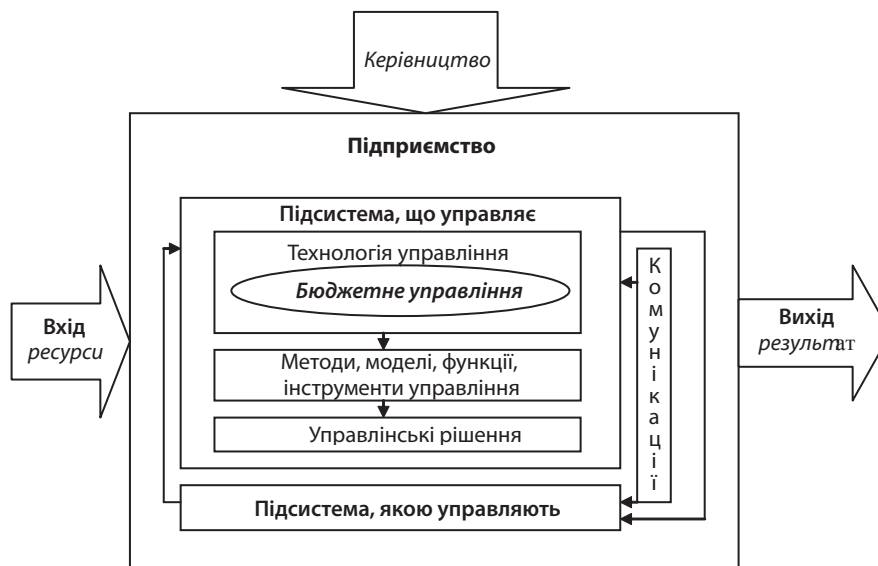 Керівництво
Підприємство
Підсистема, що управляє
Технологія управління
Бюджетне управління
Методи, моделі, функції,
інструменти управління
Управлінські рішення
Підсистема, якою управляють
Комунікації
Вхід
ресурси
Вихід
результат